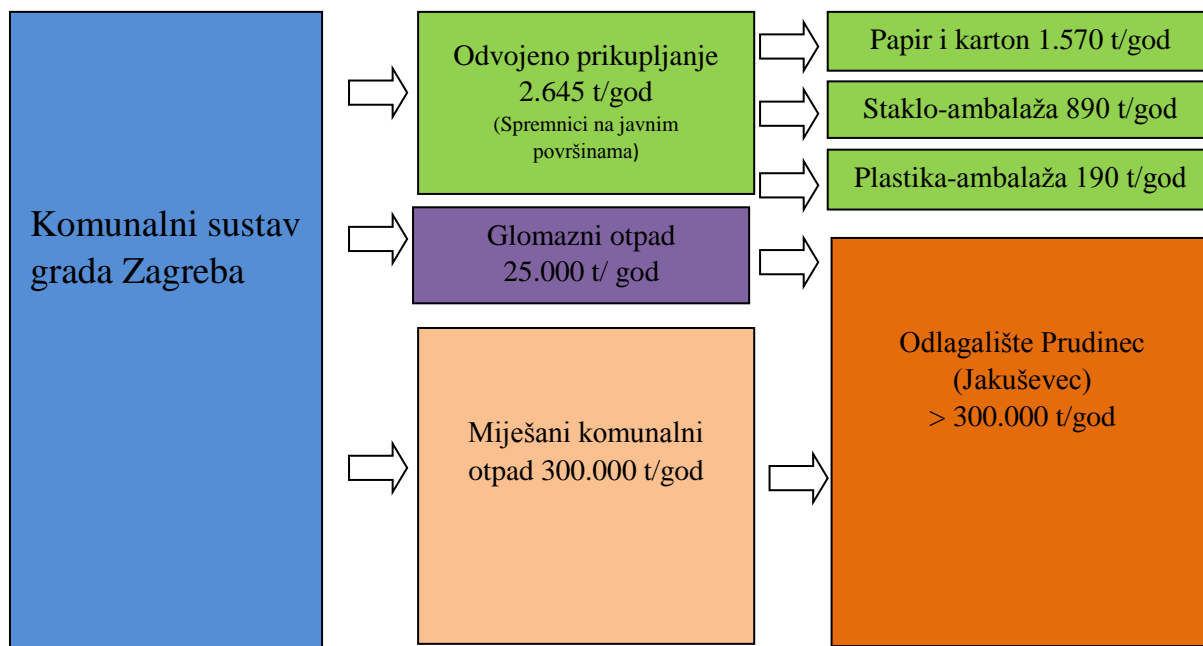 Komunalni sustav
grada Zagreba
Odvojeno prikupljanje
2.645 t/god
(Spremnici na javnim
površinama)
Papir i karton 1.570 t/god
Staklo-ambalaža 890 t/god
Plastika-ambalaža 190 t/god
Glomazni otpad
25.000 t/ god
Miješani komunalni
otpad 300.000 t/god
Odlagalište Prudinec
(Jakuševec)
> 300.000 t/god